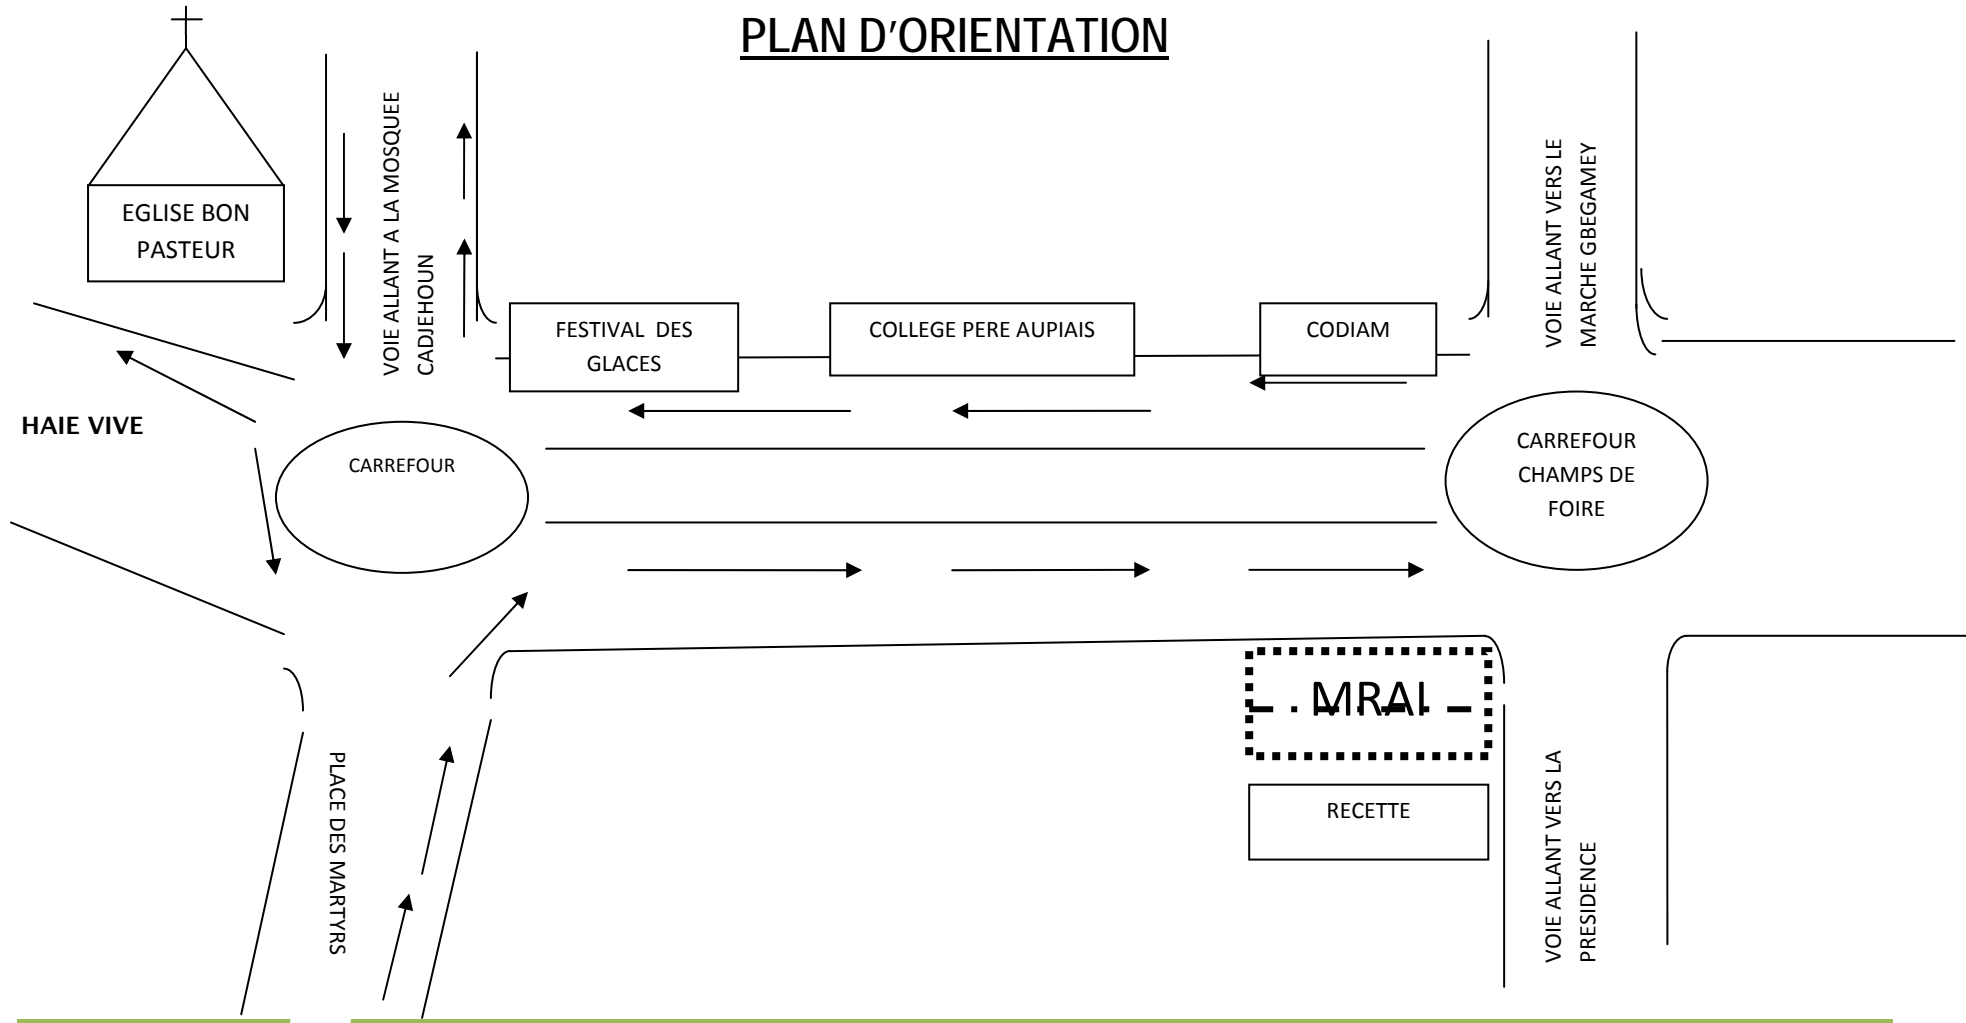 PLAN D'ORIENTATION
EGLISE BON
PASTEUR
VOIE ALLANT A LA MOSQUEE
CADJEHOUN
VOIE ALLANT VERS LE
MARCHE GBEGAMEY
FESTIVAL DES
GLACES
COLLEGE PERE AUPIAIS
CODIAM
HAIE VIVE
CARREFOUR
CARREFOUR
CHAMPS DE
FOIRE
MRAI
RECETTE
PLACE DES MARTYRS
VOIE ALLANT VERS LA
PRESIDENCE